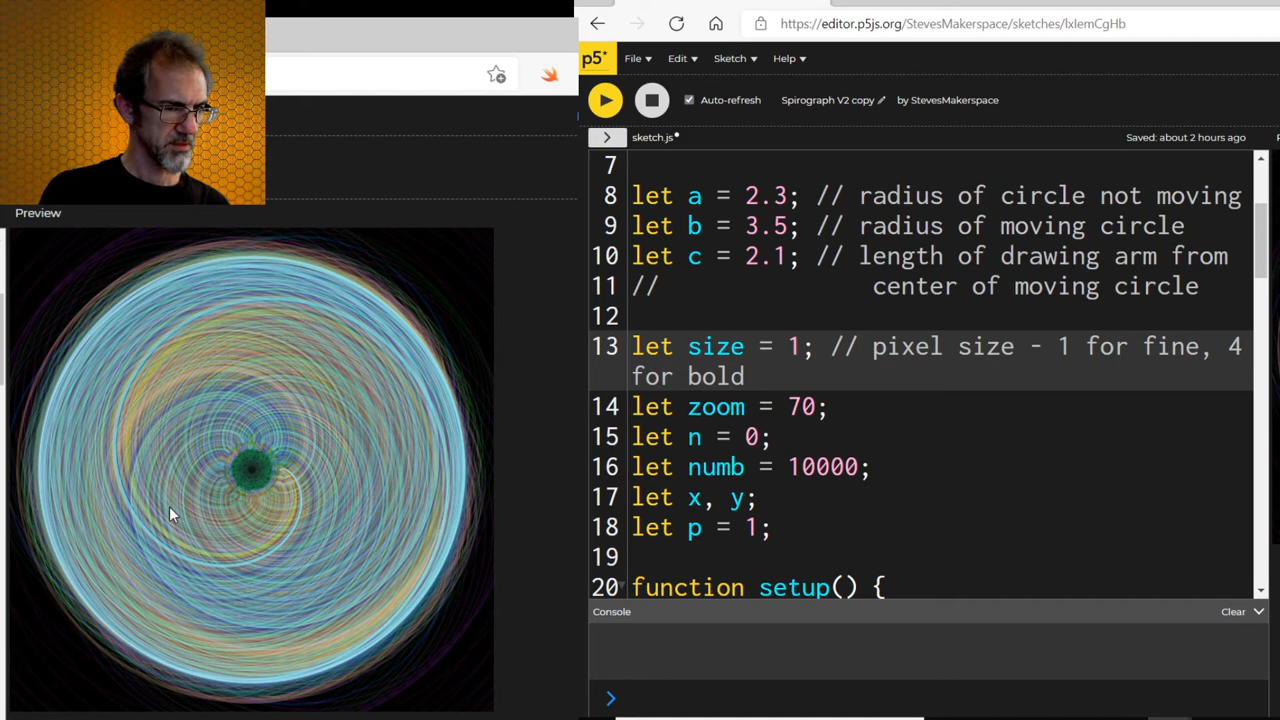 https://editor.p5js.org/StevesMakerspace/sketches/lxIemCgHb
p5* File Edit Sketch Help
Auto-refresh Spirograph V2 copy by StevesMakerspace
> sketch.js Saved: about 2 hours ago
Preview
7
8 let a = 2.3; // radius of circle not moving
9 let b = 3.5; // radius of moving circle
10 let c = 2.1; // length of drawing arm from
11 // center of moving circle
12
13 let size = 1; // pixel size - 1 for fine, 4
for bold
14 let zoom = 70;
15 let n = 0;
16 let numb = 10000;
17 let x, y;
18 let p = 1;
19
20 function setup() {
Console Clear
>